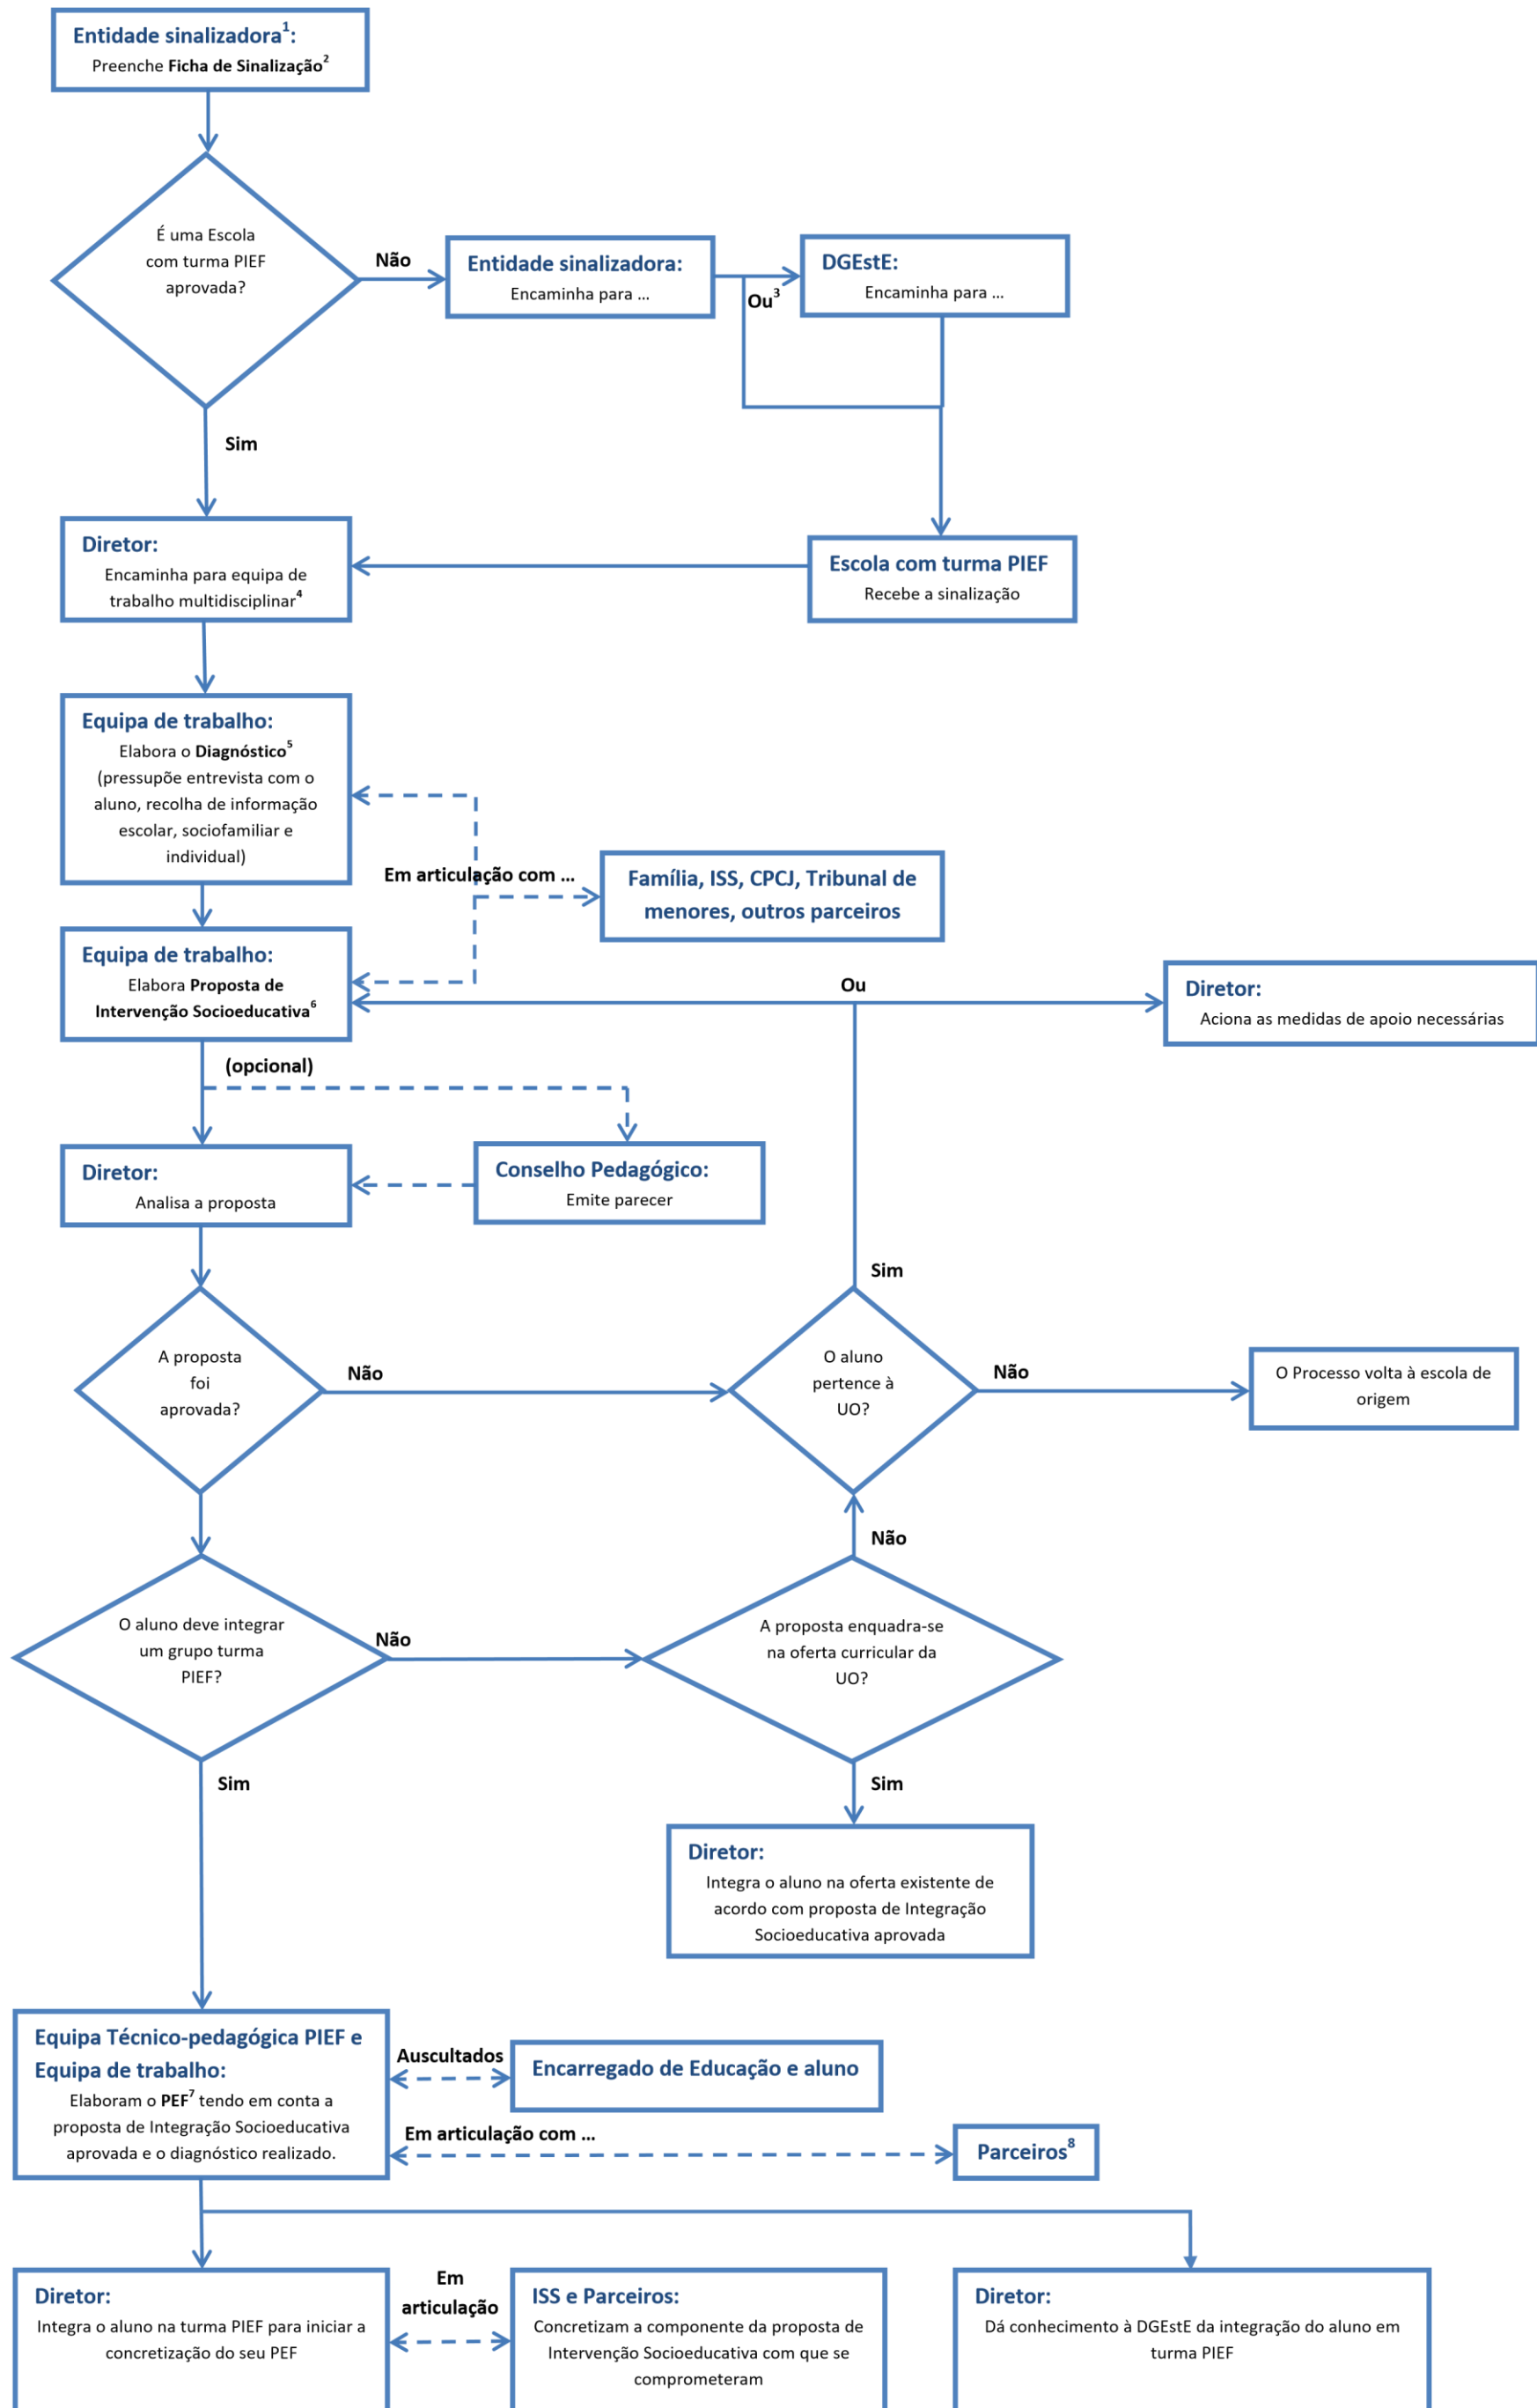 Entidade sinalizadora¹:
Preenche Ficha de Sinalização²
É uma Escola
com turma PIEF
aprovada?
Não
Entidade sinalizadora:
Encaminha para ...
Ou³
DGEstE:
Encaminha para ...
Sim
Diretor:
Encaminha para equipa de
trabalho multidisciplinar⁴
Escola com turma PIEF
Recebe a sinalização
Equipa de trabalho:
Elabora o Diagnóstico⁵
(pressupõe entrevista com o
aluno, recolha de informação
escolar, sociofamiliar e
individual)
Em articulação com ...
Família, ISS, CPCJ, Tribunal de
menores, outros parceiros
Equipa de trabalho:
Elabora Proposta de
Intervenção Socioeducativa⁶
Ou
Diretor:
Aciona as medidas de apoio necessárias
(opcional)
Diretor:
Analisa a proposta
Conselho Pedagógico:
Emite parecer
Sim
A proposta
foi
aprovada?
Não
O aluno
pertence à
UO?
Não
O Processo volta à escola de
origem
Não
O aluno deve integrar
um grupo turma
PIEF?
Não
A proposta enquadra-se
na oferta curricular da
UO?
Sim
Sim
Diretor:
Integra o aluno na oferta existente de
acordo com proposta de Integração
Socioeducativa aprovada
Equipa Técnico-pedagógica PIEF e
Equipa de trabalho:
Elaboram o PEF⁷ tendo em conta a
proposta de Integração Socioeducativa
aprovada e o diagnóstico realizado.
Auscultados
Encarregado de Educação e aluno
Em articulação com ...
Parceiros⁸
Diretor:
Integra o aluno na turma PIEF para iniciar a
concretização do seu PEF
Em
articulação
ISS e Parceiros:
Concretizam a componente da proposta de
Intervenção Socioeducativa com que se
comprometeram
Diretor:
Dá conhecimento à DGEstE da integração do aluno em
turma PIEF